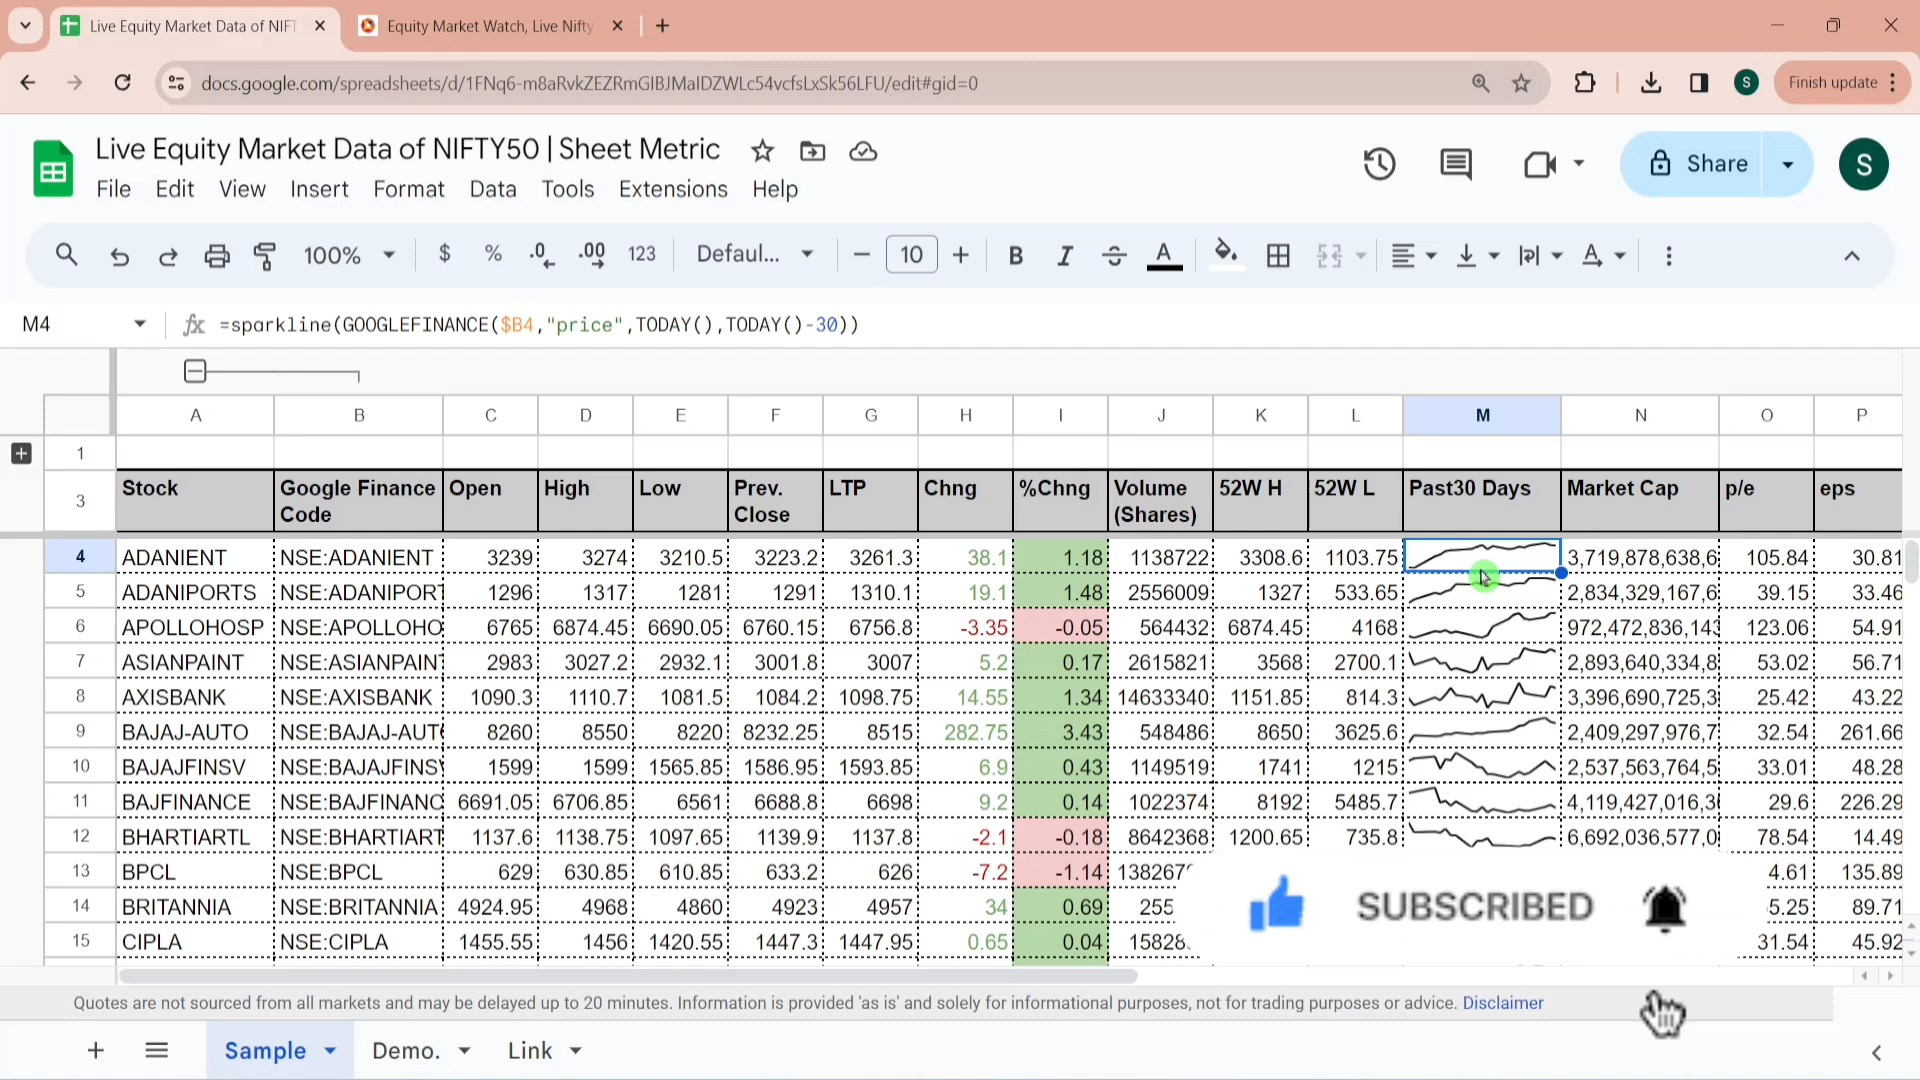 Live Equity Market Data of NIFT
Equity Market Watch, Live Nifty
docs.google.com/spreadsheets/d/1FNq6-m8aRvkZEZRmGIBJMaIDZWLc54vcfsLxSk56LFU/edit#gid=0
S
Finish update
Live Equity Market Data of NIFTY50 | Sheet Metric
File Edit View Insert Format Data Tools Extensions Help
Share
S
100% $ % .0 .00 123 Defaul... 10 B I A
M4 fx =sparkline(GOOGLEFINANCE($B4,"price",TODAY(),TODAY()-30))
A B C D E F G H I J K L M N O P
1
3 Stock Google Finance Code Open High Low Prev. Close LTP Chng %Chng Volume (Shares) 52W H 52W L Past30 Days Market Cap p/e eps
4 ADANIENT NSE:ADANIENT 3239 3274 3210.5 3223.2 3261.3 38.1 1.18 1138722 3308.6 1103.75 3,719,878,638,6 105.84 30.81
5 ADANIPORTS NSE:ADANIPORT 1296 1317 1281 1291 1310.1 19.1 1.48 2556009 1327 533.65 2,834,329,167,6 39.15 33.46
6 APOLLOHOSP NSE:APOLLOHO 6765 6874.45 6690.05 6760.15 6756.8 -3.35 -0.05 564432 6874.45 4168 972,472,836,143 123.06 54.91
7 ASIANPAINT NSE:ASIANPAINT 2983 3027.2 2932.1 3001.8 3007 5.2 0.17 2615821 3568 2700.1 2,893,640,334,8 53.02 56.71
8 AXISBANK NSE:AXISBANK 1090.3 1110.7 1081.5 1084.2 1098.75 14.55 1.34 14633340 1151.85 814.3 3,396,690,725,3 25.42 43.22
9 BAJAJ-AUTO NSE:BAJAJ-AUT 8260 8550 8220 8232.25 8515 282.75 3.43 548486 8650 3625.6 2,409,297,976,7 32.54 261.66
10 BAJAJFINSV NSE:BAJAJFINSV 1599 1599 1565.85 1586.95 1593.85 6.9 0.43 1149519 1741 1215 2,537,563,764,5 33.01 48.28
11 BAJFINANCE NSE:BAJFINANC 6691.05 6706.85 6561 6688.8 6698 9.2 0.14 1022374 8192 5485.7 4,119,427,016,3 29.6 226.29
12 BHARTIARTL NSE:BHARTIART 1137.6 1138.75 1097.65 1139.9 1137.8 -2.1 -0.18 8642368 1200.65 735.8 6,692,036,577,0 78.54 14.49
13 BPCL NSE:BPCL 629 630.85 610.85 633.2 626 -7.2 -1.14 138267 4.61 135.89
14 BRITANNIA NSE:BRITANNIA 4924.95 4968 4860 4923 4957 34 0.69 255 5.25 89.71
15 CIPLA NSE:CIPLA 1455.55 1456 1420.55 1447.3 1447.95 0.65 0.04 15828 31.54 45.92
SUBSCRIBED
Quotes are not sourced from all markets and may be delayed up to 20 minutes. Information is provided 'as is' and solely for informational purposes, not for trading purposes or advice. Disclaimer
Sample Demo. Link